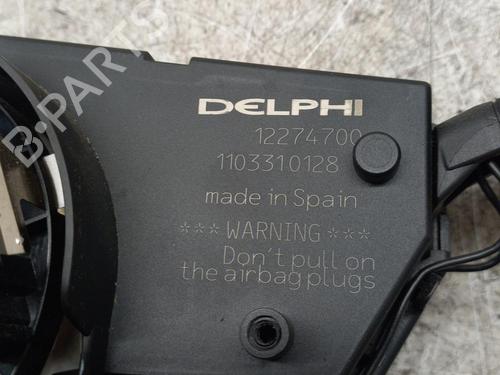 DELPHI
12274700
1103310128
made in Spain
*** WARNING ***
Don't pull on
the airbag plugs
B-PARTS